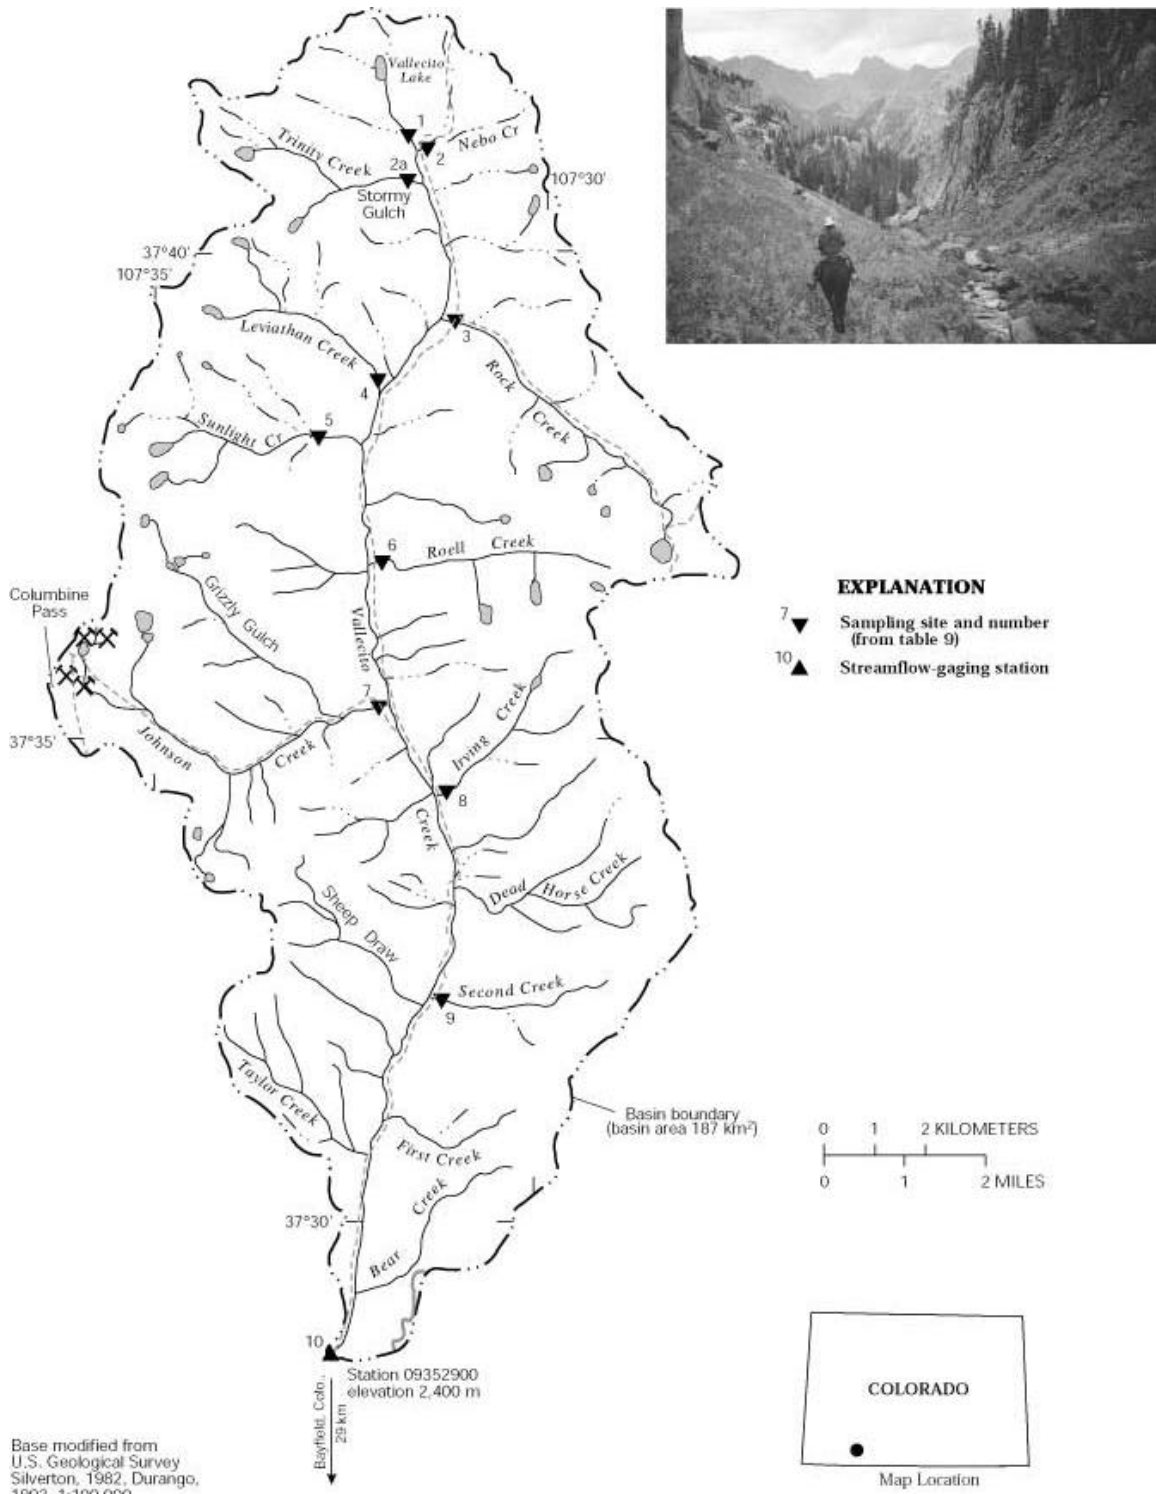 Vallecito
Lake
1
2
Nebo Cr
Trinity Creek
2a
Stormy
Gulch
107°30'
37°40'
107°35'
Leviathan Creek
3
4
Rock
Creek
5
Sunlight Cr
6
Roell Creek
Columbine
Pass
Grizzly Gulch
Vallecito
7
37°35'
Johnson
Creek
Irving Creek
8
Creek
Dead Horse Creek
Sheep Draw
Second Creek
9
Taylor Creek
First Creek
Basin boundary
(basin area 187 km²)
37°30'
Bear Creek
10
Station 09352900
elevation 2,400 m
Bayfield, Colo.,
29 km
EXPLANATION
7 Sampling site and number
(from table 9)
10 Streamflow-gaging station
0 1 2 KILOMETERS
0 1 2 MILES
COLORADO
Map Location
Base modified from
U.S. Geological Survey
Silverton, 1982, Durango,